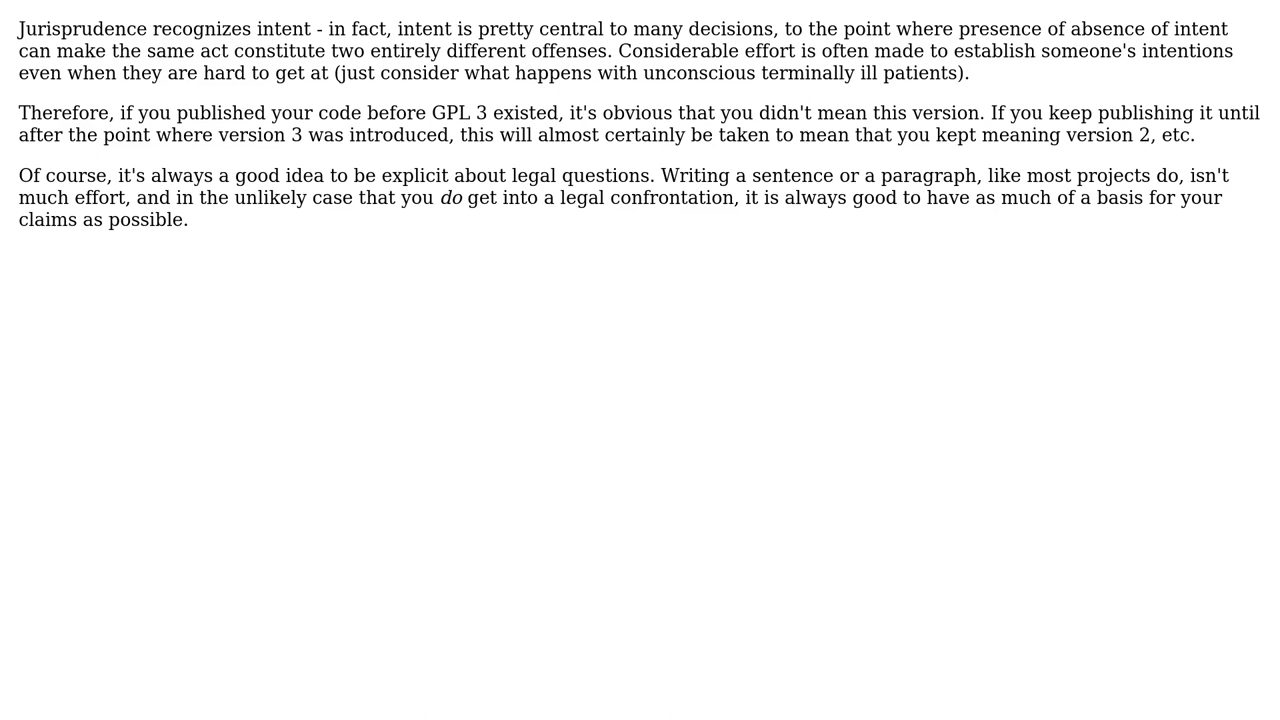 Jurisprudence recognizes intent - in fact, intent is pretty central to many decisions, to the point where presence of absence of intent
can make the same act constitute two entirely different offenses. Considerable effort is often made to establish someone's intentions
even when they are hard to get at (just consider what happens with unconscious terminally ill patients).
Therefore, if you published your code before GPL 3 existed, it's obvious that you didn't mean this version. If you keep publishing it until
after the point where version 3 was introduced, this will almost certainly be taken to mean that you kept meaning version 2, etc.
Of course, it's always a good idea to be explicit about legal questions. Writing a sentence or a paragraph, like most projects do, isn't
much effort, and in the unlikely case that you do get into a legal confrontation, it is always good to have as much of a basis for your
claims as possible.